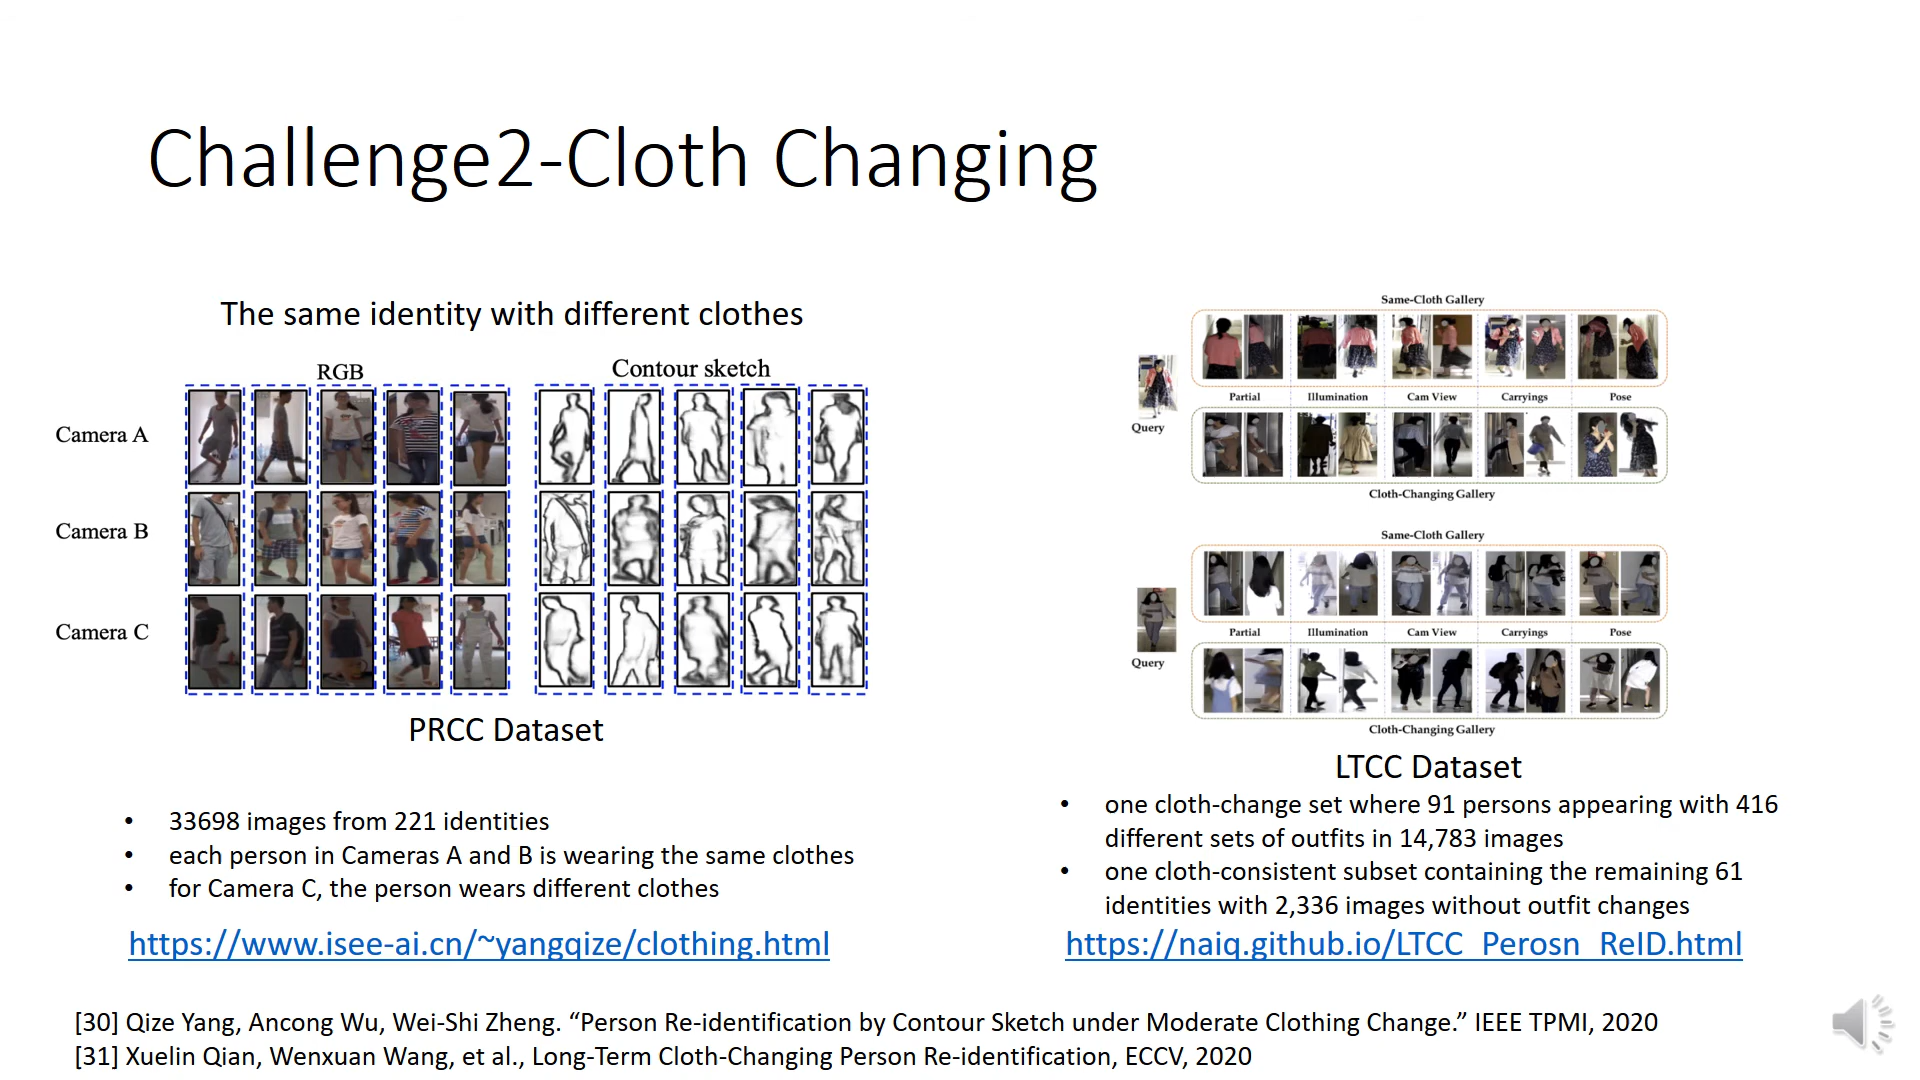 Challenge2-Cloth Changing
The same identity with different clothes
RGB
Contour sketch
Camera A
Camera B
Camera C
PRCC Dataset
• 33698 images from 221 identities
• each person in Cameras A and B is wearing the same clothes
• for Camera C, the person wears different clothes
https://www.isee-ai.cn/~yangqize/clothing.html
Same-Cloth Gallery
Query
Partial
Illumination
Cam View
Carryings
Pose
Cloth-Changing Gallery
Same-Cloth Gallery
Query
Partial
Illumination
Cam View
Carryings
Pose
Cloth-Changing Gallery
LTCC Dataset
• one cloth-change set where 91 persons appearing with 416
different sets of outfits in 14,783 images
• one cloth-consistent subset containing the remaining 61
identities with 2,336 images without outfit changes
https://naiq.github.io/LTCC_Perosn_ReID.html
[30] Qize Yang, Ancong Wu, Wei-Shi Zheng. “Person Re-identification by Contour Sketch under Moderate Clothing Change.” IEEE TPMI, 2020
[31] Xuelin Qian, Wenxuan Wang, et al., Long-Term Cloth-Changing Person Re-identification, ECCV, 2020